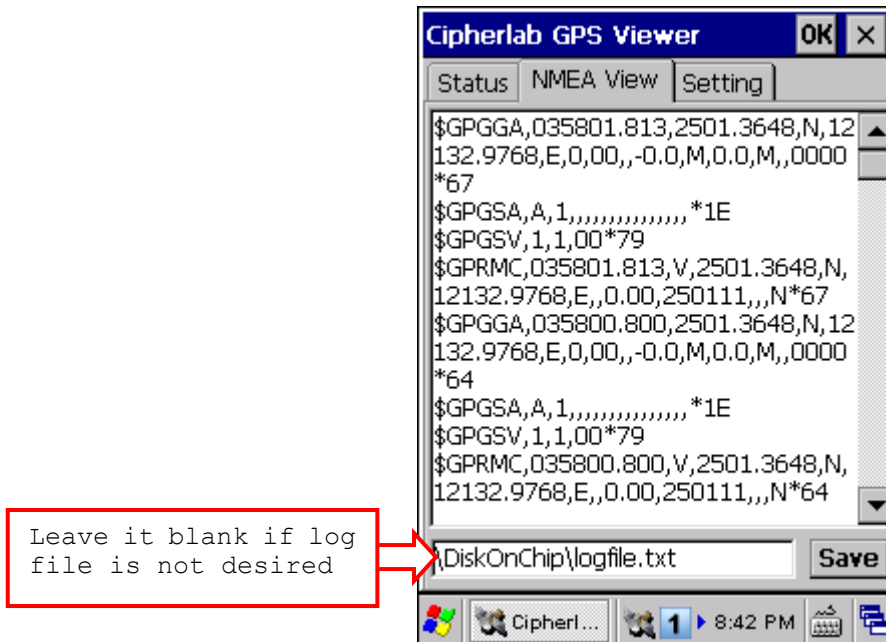 Cipherlab GPS Viewer OK ×
Status NMEA View Setting
$GPGGA,035801.813,2501.3648,N,12
132.9768,E,0,00,,-0.0,M,0.0,M,,0000
*67
$GPGSA,A,1,,,,,,,,,,,,,,,*1E
$GPGSV,1,1,00*79
$GPRMC,035801.813,V,2501.3648,N,
12132.9768,E,,0.00,250111,,,N*67
$GPGGA,035800.800,2501.3648,N,12
132.9768,E,0,00,,-0.0,M,0.0,M,,0000
*64
$GPGSA,A,1,,,,,,,,,,,,,,,*1E
$GPGSV,1,1,00*79
$GPRMC,035800.800,V,2501.3648,N,
12132.9768,E,,0.00,250111,,,N*64
Leave it blank if log
file is not desired
\DiskOnChip\logfile.txt Save
Cipherl... 1 8:42 PM